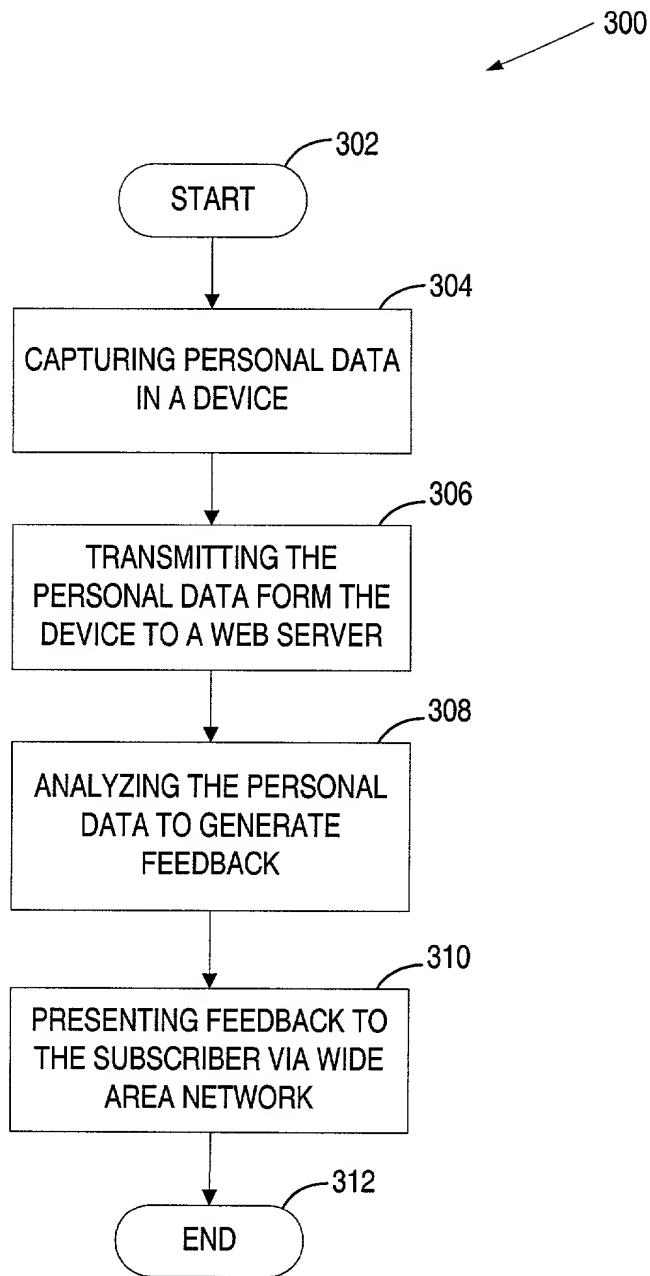 300
302
START
304
CAPTURING PERSONAL DATA
IN A DEVICE
306
TRANSMITTING THE
PERSONAL DATA FORM THE
DEVICE TO A WEB SERVER
308
ANALYZING THE PERSONAL
DATA TO GENERATE
FEEDBACK
310
PRESENTING FEEDBACK TO
THE SUBSCRIBER VIA WIDE
AREA NETWORK
312
END